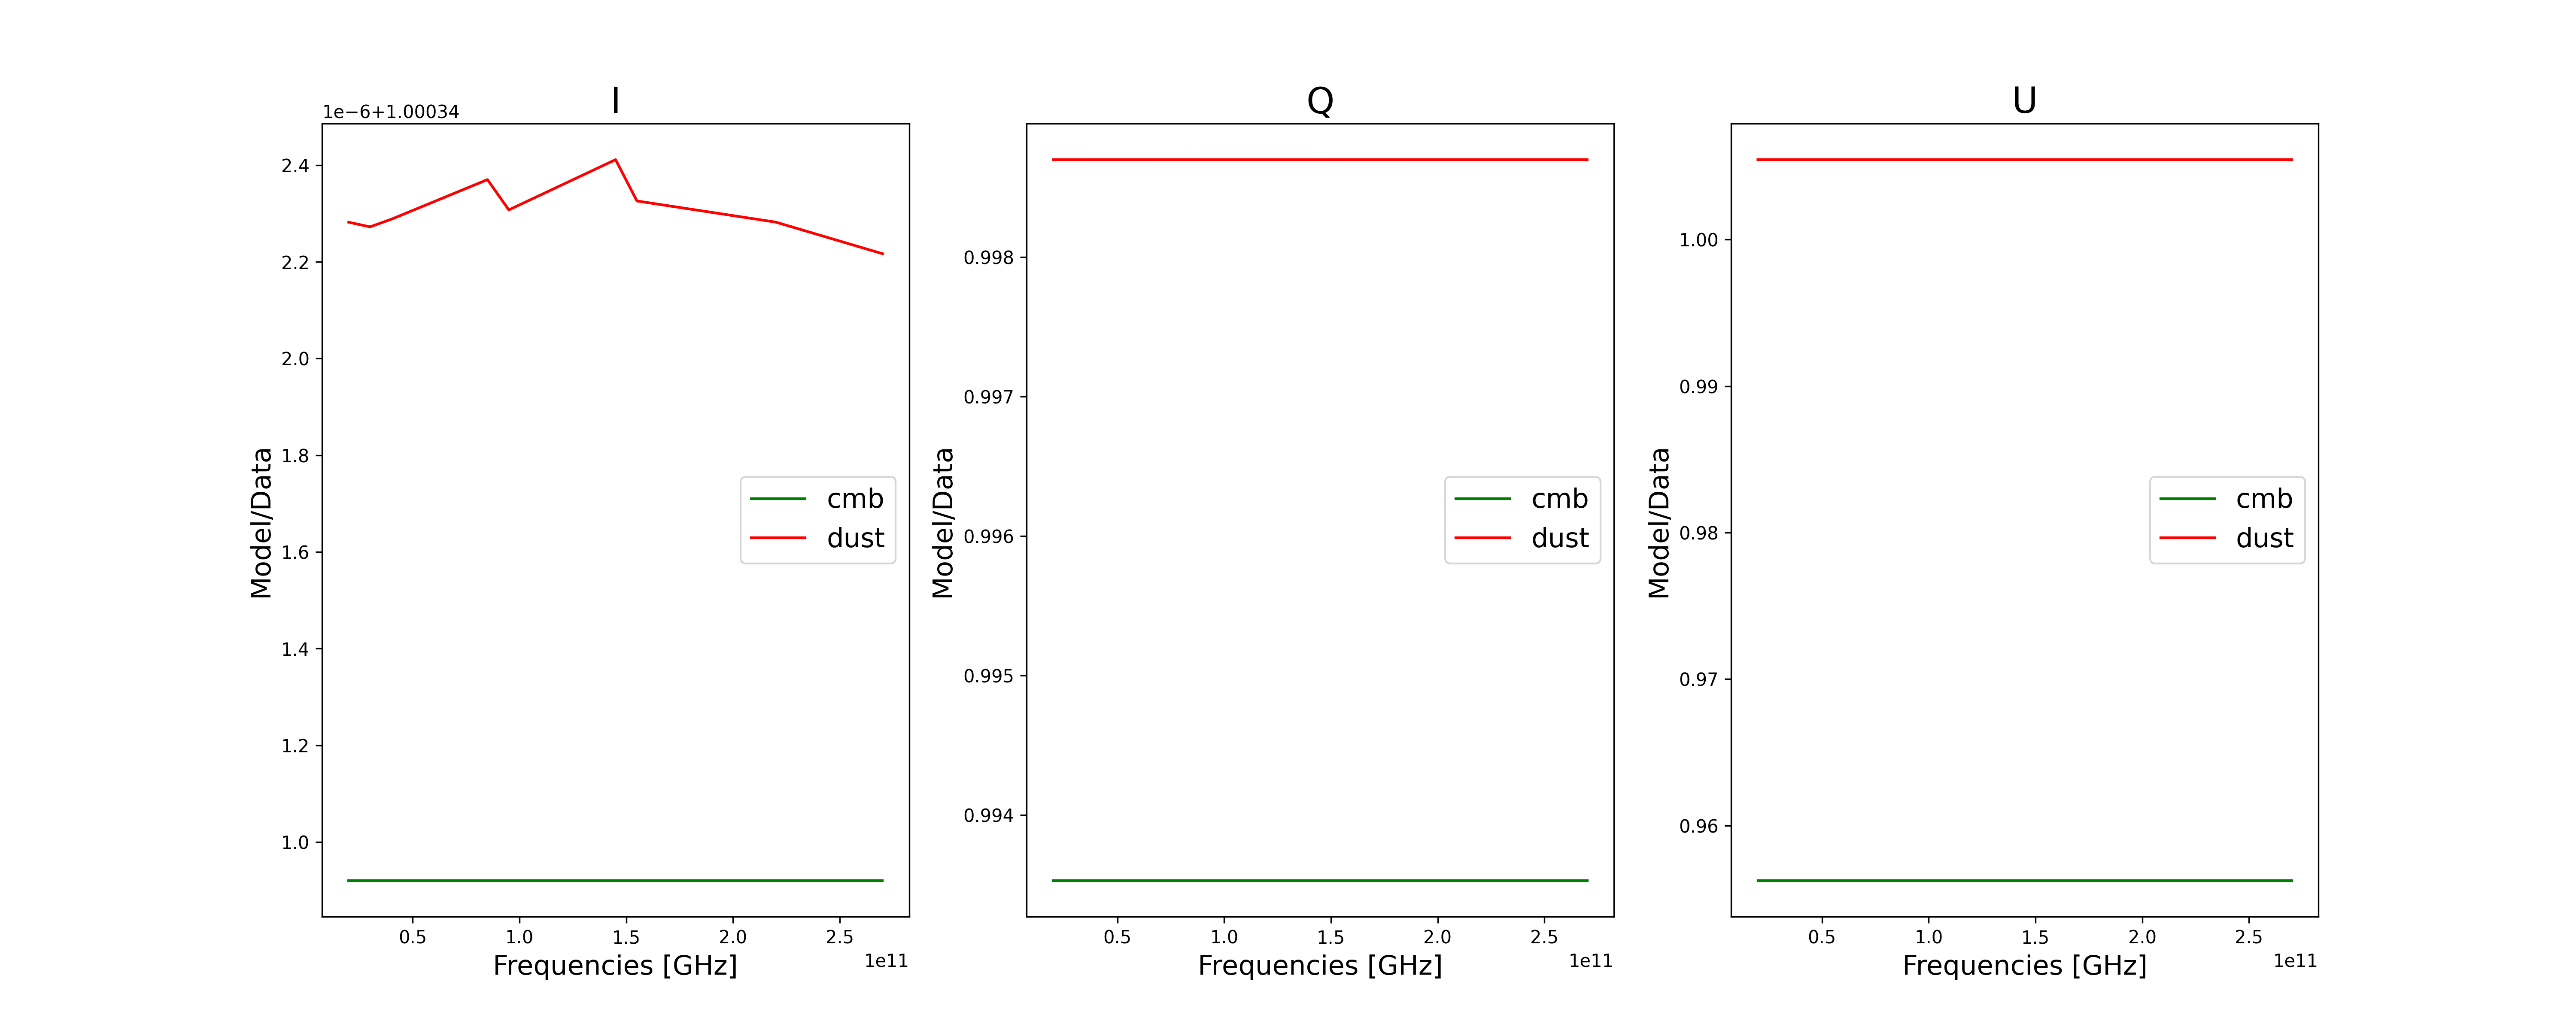 I
1e−6+1.00034
2.4
2.2
2.0
1.8
1.6
1.4
1.2
1.0
Model/Data
cmb
dust
0.5 1.0 1.5 2.0 2.5
Frequencies [GHz] 1e11
Q
0.998
0.997
0.996
0.995
0.994
Model/Data
cmb
dust
0.5 1.0 1.5 2.0 2.5
Frequencies [GHz] 1e11
U
1.00
0.99
0.98
0.97
0.96
Model/Data
cmb
dust
0.5 1.0 1.5 2.0 2.5
Frequencies [GHz] 1e11